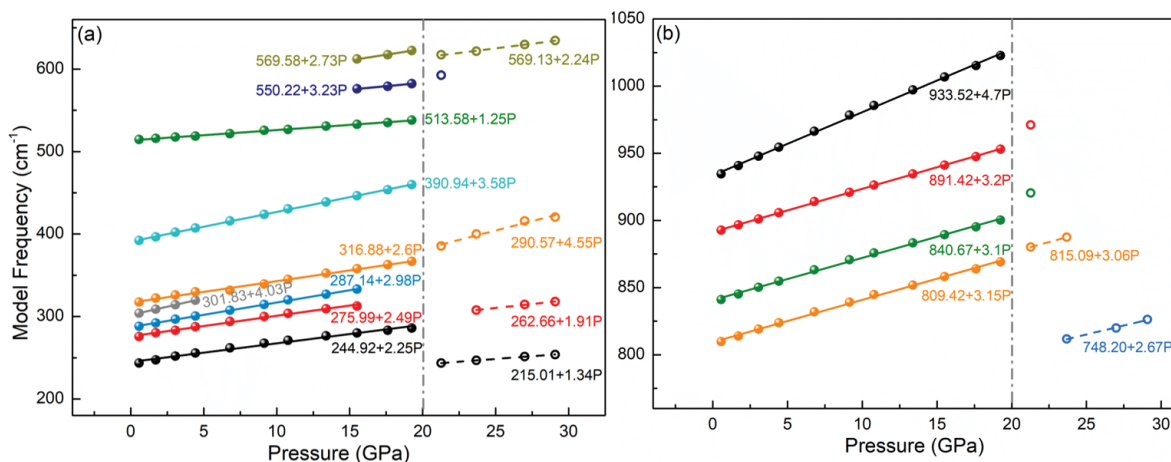 (a)
600
500
400
300
200
Model Frequency (cm⁻¹)
569.58+2.73P
569.13+2.24P
550.22+3.23P
513.58+1.25P
390.94+3.58P
316.88+2.6P
290.57+4.55P
301.83+4.03P
287.14+2.98P
275.99+2.49P
262.66+1.91P
244.92+2.25P
215.01+1.34P
0 5 10 15 20 25 30
Pressure (GPa)
(b)
1050
1000
950
900
850
800
933.52+4.7P
891.42+3.2P
840.67+3.1P
815.09+3.06P
809.42+3.15P
748.20+2.67P
0 5 10 15 20 25 30
Pressure (GPa)